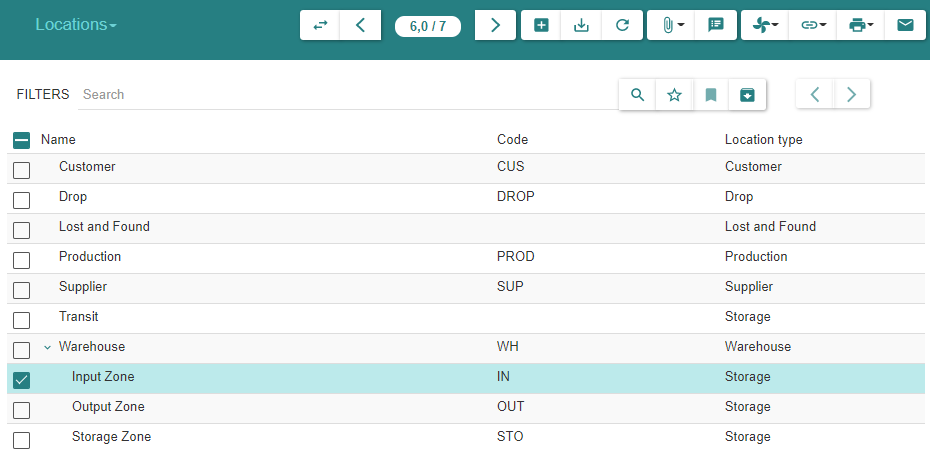 Locations
6,0 / 7
FILTERS Search
Name Code Location type
Customer CUS Customer
Drop DROP Drop
Lost and Found Lost and Found
Production PROD Production
Supplier SUP Supplier
Transit Storage
Warehouse WH Warehouse
Input Zone IN Storage
Output Zone OUT Storage
Storage Zone STO Storage